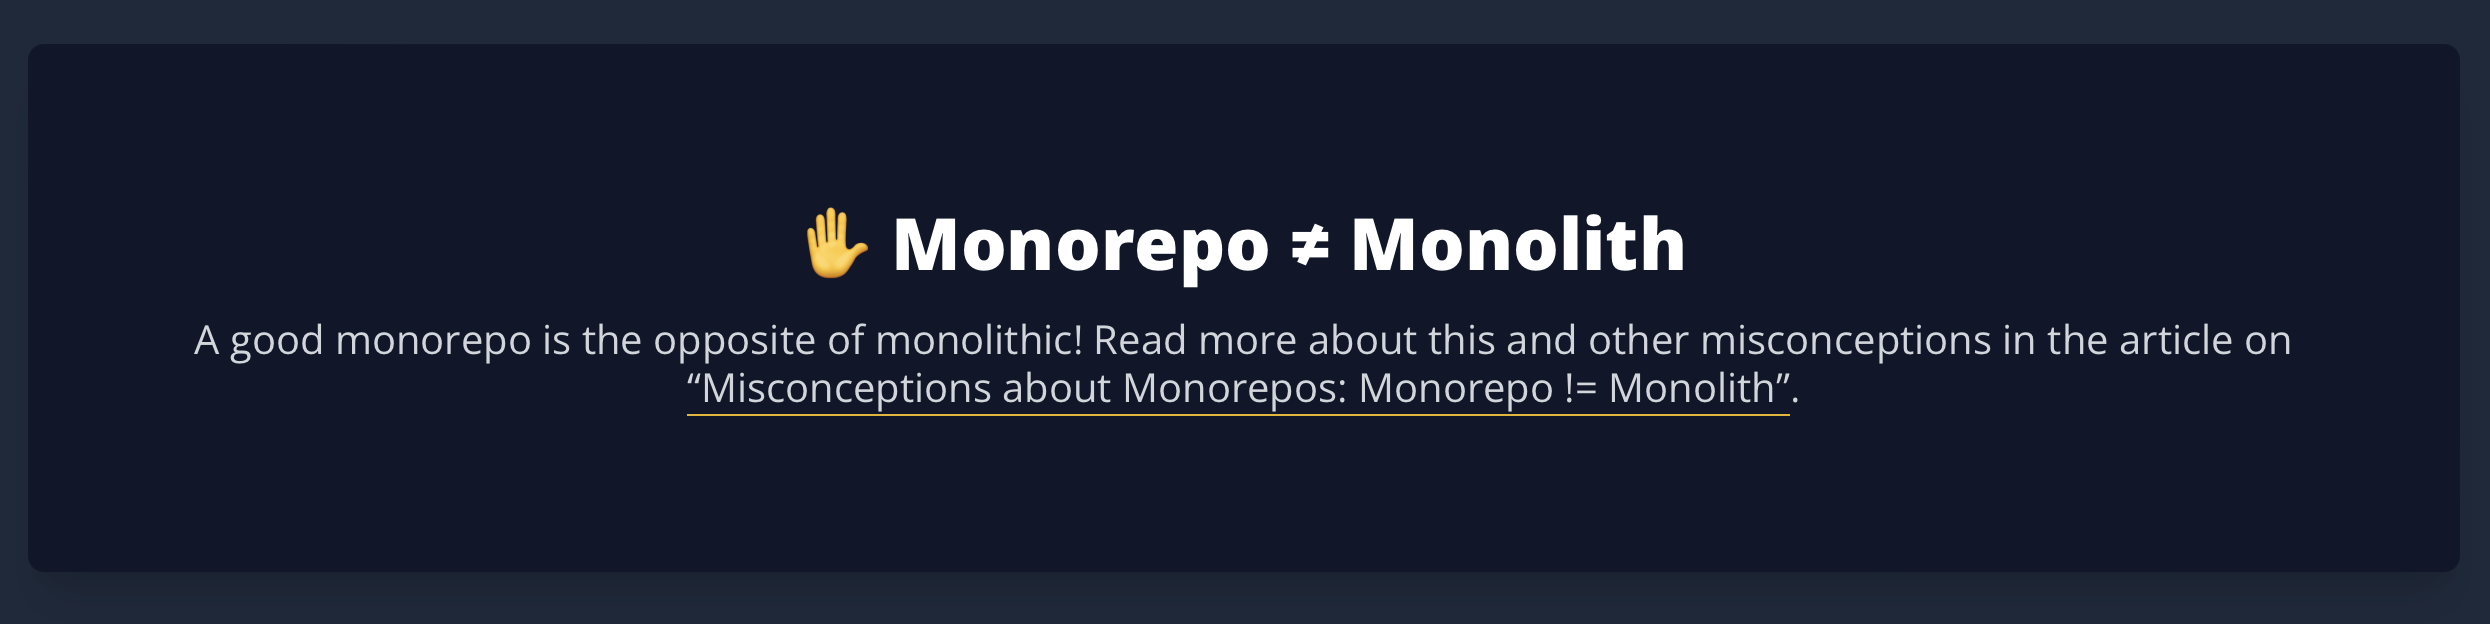 ✋ Monorepo ≠ Monolith
A good monorepo is the opposite of monolithic! Read more about this and other misconceptions in the article on
“Misconceptions about Monorepos: Monorepo != Monolith”.